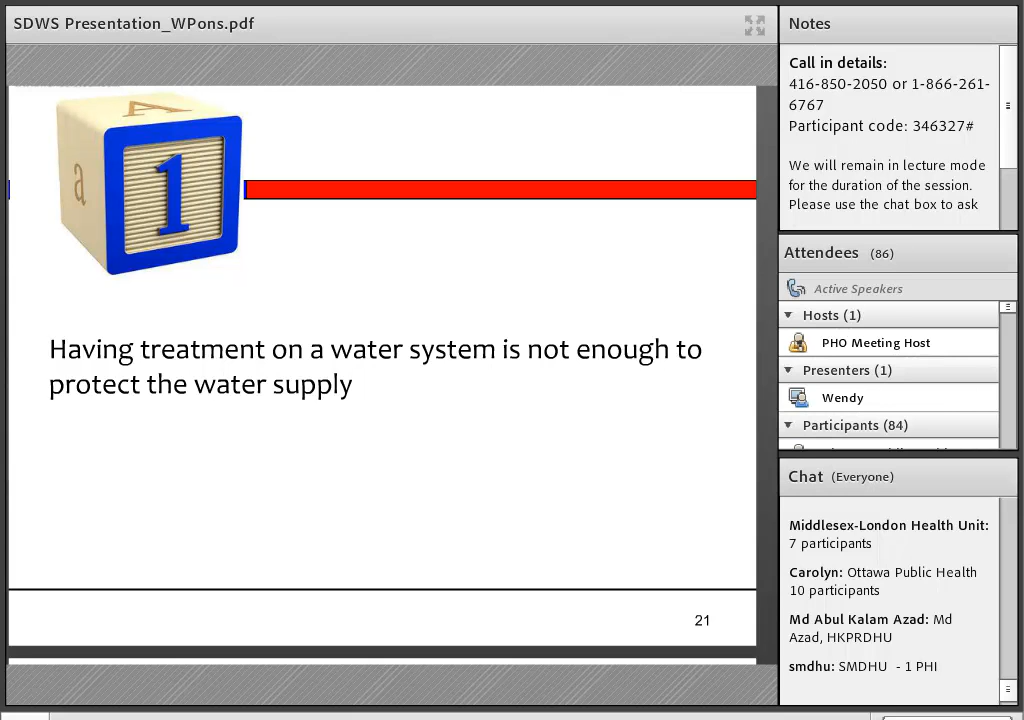 SDWS Presentation_WPons.pdf
A
a
1
Having treatment on a water system is not enough to
protect the water supply
21
Notes
Call in details:
416-850-2050 or 1-866-261-
6767
Participant code: 346327#
We will remain in lecture mode
for the duration of the session.
Please use the chat box to ask
Attendees (86)
Active Speakers
Hosts (1)
PHO Meeting Host
Presenters (1)
Wendy
Participants (84)
Chat (Everyone)
Middlesex-London Health Unit:
7 participants
Carolyn: Ottawa Public Health
10 participants
Md Abul Kalam Azad: Md
Azad, HKPRDHU
smdhu: SMDHU - 1 PHI